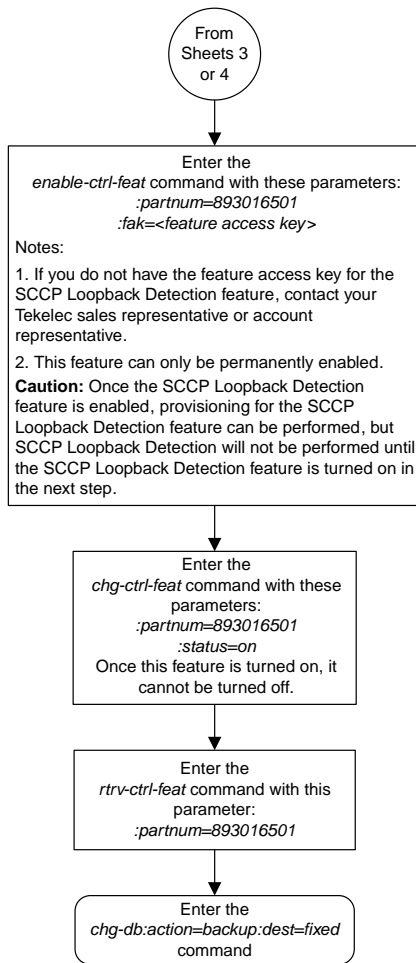 From
Sheets 3
or 4
Enter the
enable-ctrl-feat command with these parameters:
:partnum=893016501
:fak=<feature access key>
Notes:
1. If you do not have the feature access key for the
SCCP Loopback Detection feature, contact your
Tekelec sales representative or account
representative.
2. This feature can only be permanently enabled.
Caution: Once the SCCP Loopback Detection
feature is enabled, provisioning for the SCCP
Loopback Detection feature can be performed, but
SCCP Loopback Detection will not be performed until
the SCCP Loopback Detection feature is turned on in
the next step.
Enter the
chg-ctrl-feat command with these
parameters:
:partnum=893016501
:status=on
Once this feature is turned on, it
cannot be turned off.
Enter the
rtrv-ctrl-feat command with this
parameter:
:partnum=893016501
Enter the
chg-db:action=backup:dest=fixed
command